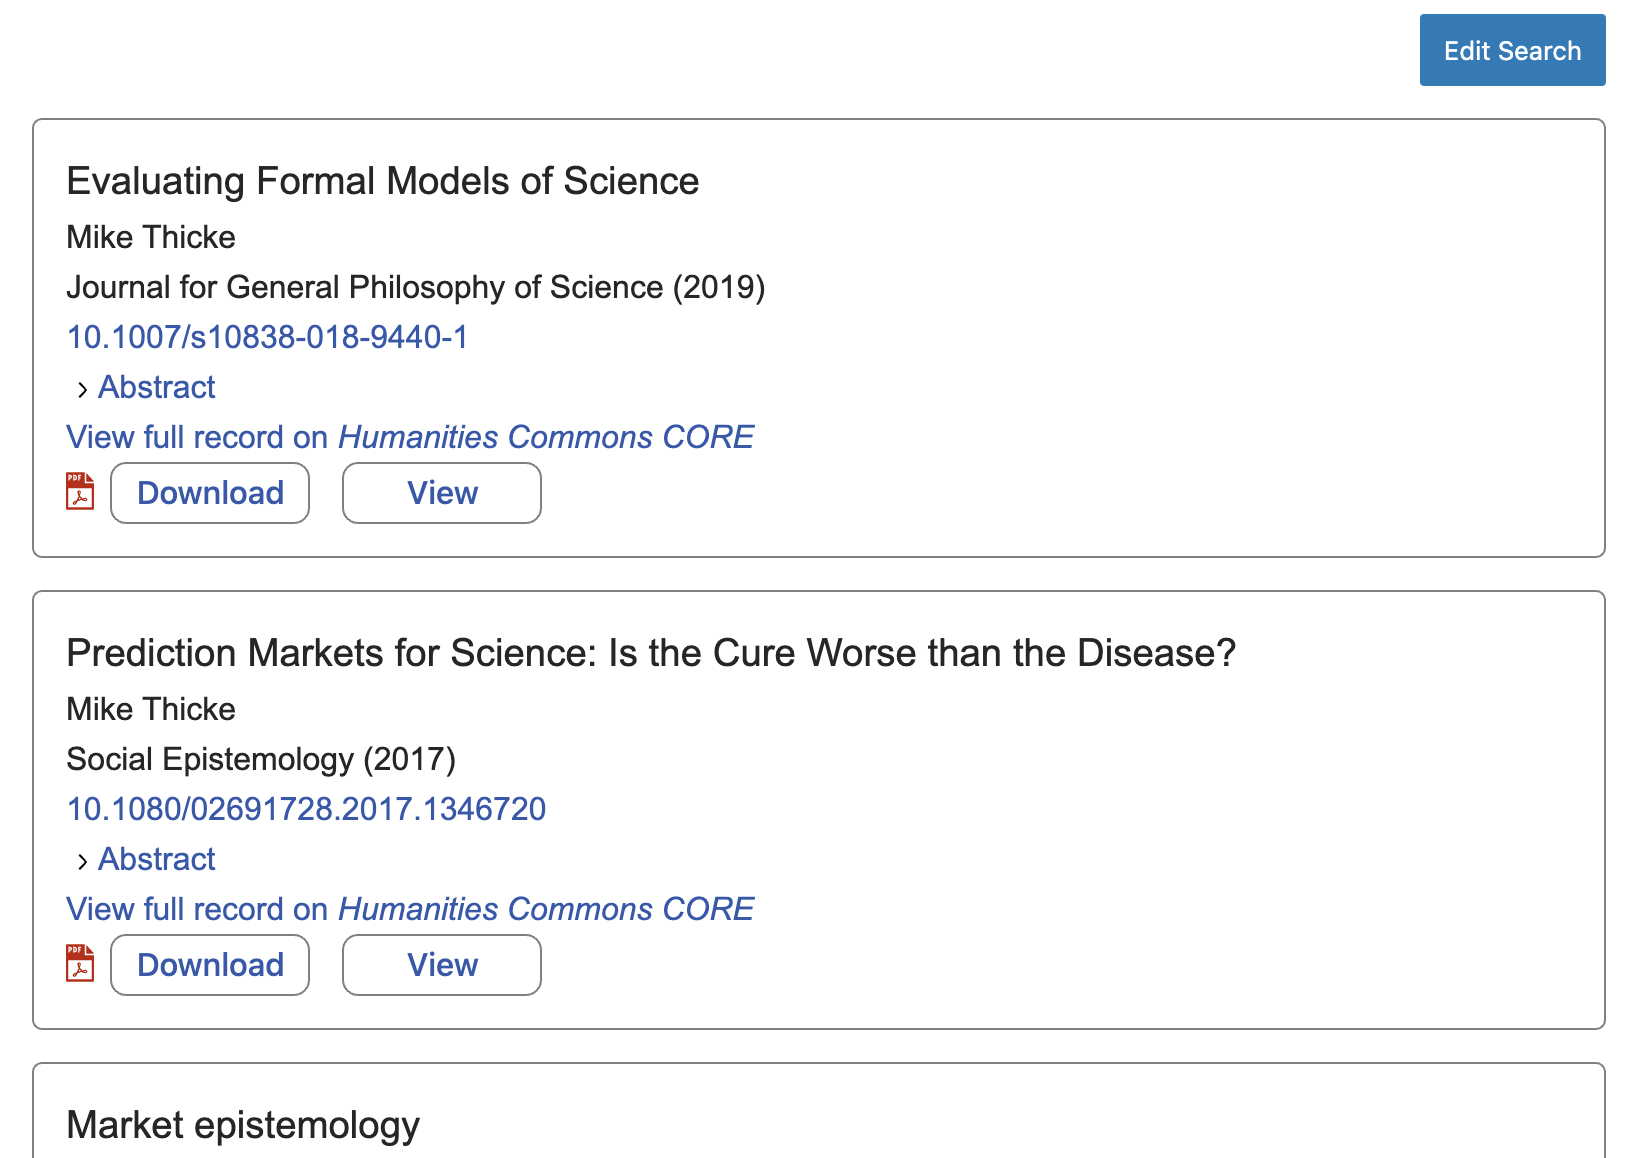 Edit Search
Evaluating Formal Models of Science
Mike Thicke
Journal for General Philosophy of Science (2019)
10.1007/s10838-018-9440-1
Abstract
View full record on Humanities Commons CORE
PDF Download View
Prediction Markets for Science: Is the Cure Worse than the Disease?
Mike Thicke
Social Epistemology (2017)
10.1080/02691728.2017.1346720
Abstract
View full record on Humanities Commons CORE
PDF Download View
Market epistemology